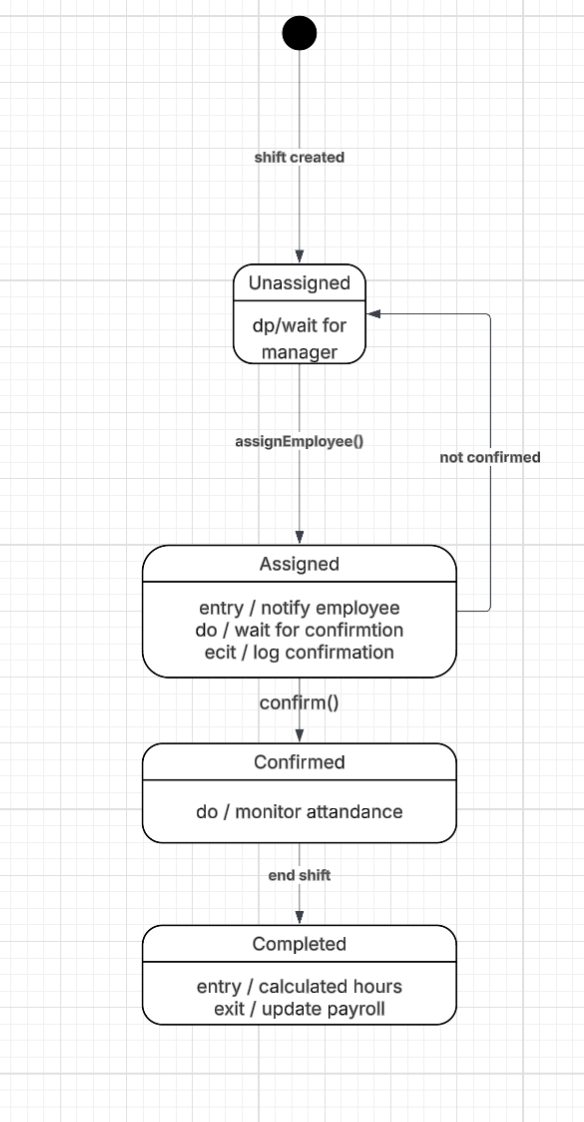 shift created
Unassigned
dp/wait for
manager
assignEmployee()
not confirmed
Assigned
entry / notify employee
do / wait for confirmtion
ecit / log confirmation
confirm()
Confirmed
do / monitor attandance
end shift
Completed
entry / calculated hours
exit / update payroll